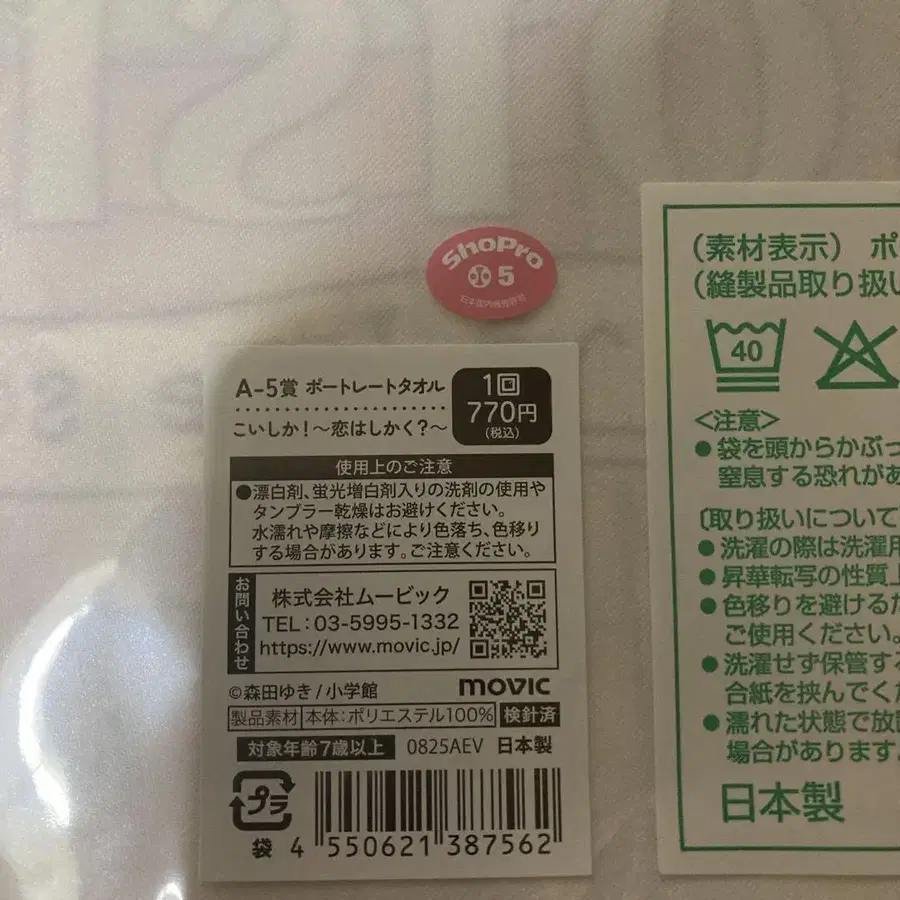 ShoPro
5
A-5賞 ポートレートタオル
1回
770円
(税込)
こいしか!～恋はしかく?～
使用上のご注意
●漂白剤、蛍光増白剤入りの洗剤の使用や
タンブラー乾燥はお避けください。
水濡れや摩擦などにより色落ち、色移り
する場合があります。ご注意ください。
お問い合わせ
株式会社ムービック
TEL:03-5995-1332
https://www.movic.jp/
©森田ゆき/小学館
movic
製品素材 本体:ポリエステル100% 検針済
対象年齢7歳以上 0825AEV 日本製
プラ
袋 4 550621 387562
(素材表示) ポ
(縫製品取り扱い
40
<注意>
●袋を頭からかぶっ
窒息する恐れがあ
〔取り扱いについて
●洗濯の際は洗濯用
●昇華転写の性質上
●色移りを避けるた
ご使用ください。
●洗濯せず保管する
合紙を挟んでくだ
●濡れた状態で放置
場合があります。
日本製